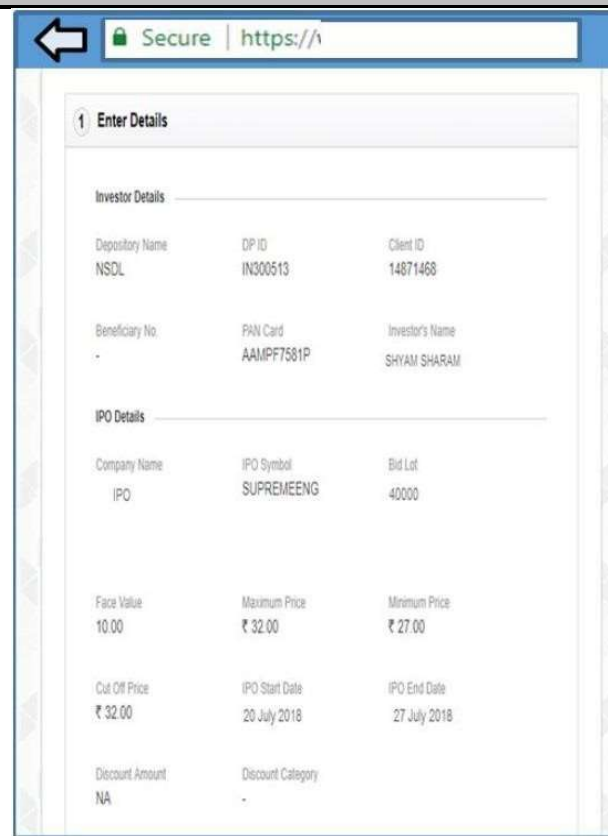 Secure | https://
1 Enter Details
Investor Details
Depository Name DP ID Client ID
NSDL IN300513 14871468
Beneficiary No. PAN Card Investor's Name
- AAMPF7581P SHYAM SHARAM
IPO Details
Company Name IPO Symbol Bid Lot
IPO SUPREMEENG 40000
Face Value Maximum Price Minimum Price
10.00 ₹ 32.00 ₹ 27.00
Cut Off Price IPO Start Date IPO End Date
₹ 32.00 20 July 2018 27 July 2018
Discount Amount Discount Category
NA -